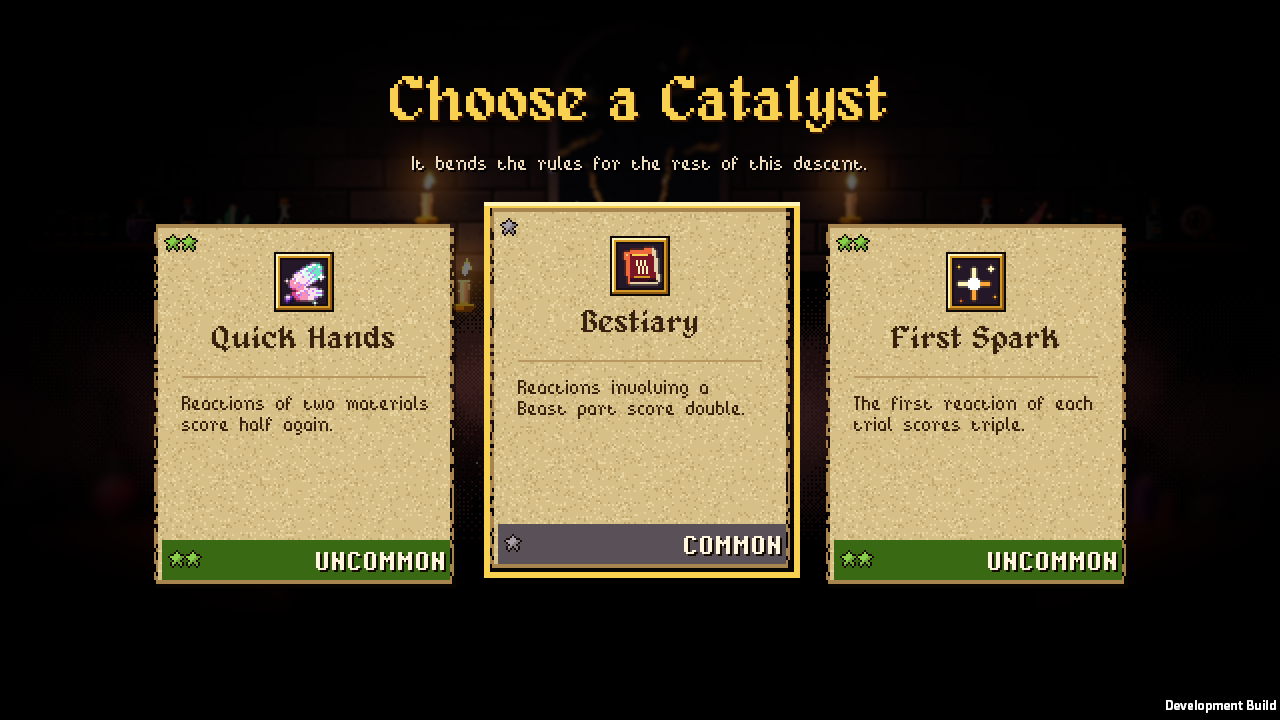 Choose a Catalyst
It bends the rules for the rest of this descent.
Quick Hands
Reactions of two materials
score half again.
UNCOMMON
Bestiary
Reactions involving a
Beast part score double.
COMMON
First Spark
The first reaction of each
trial scores triple.
UNCOMMON
Development Build